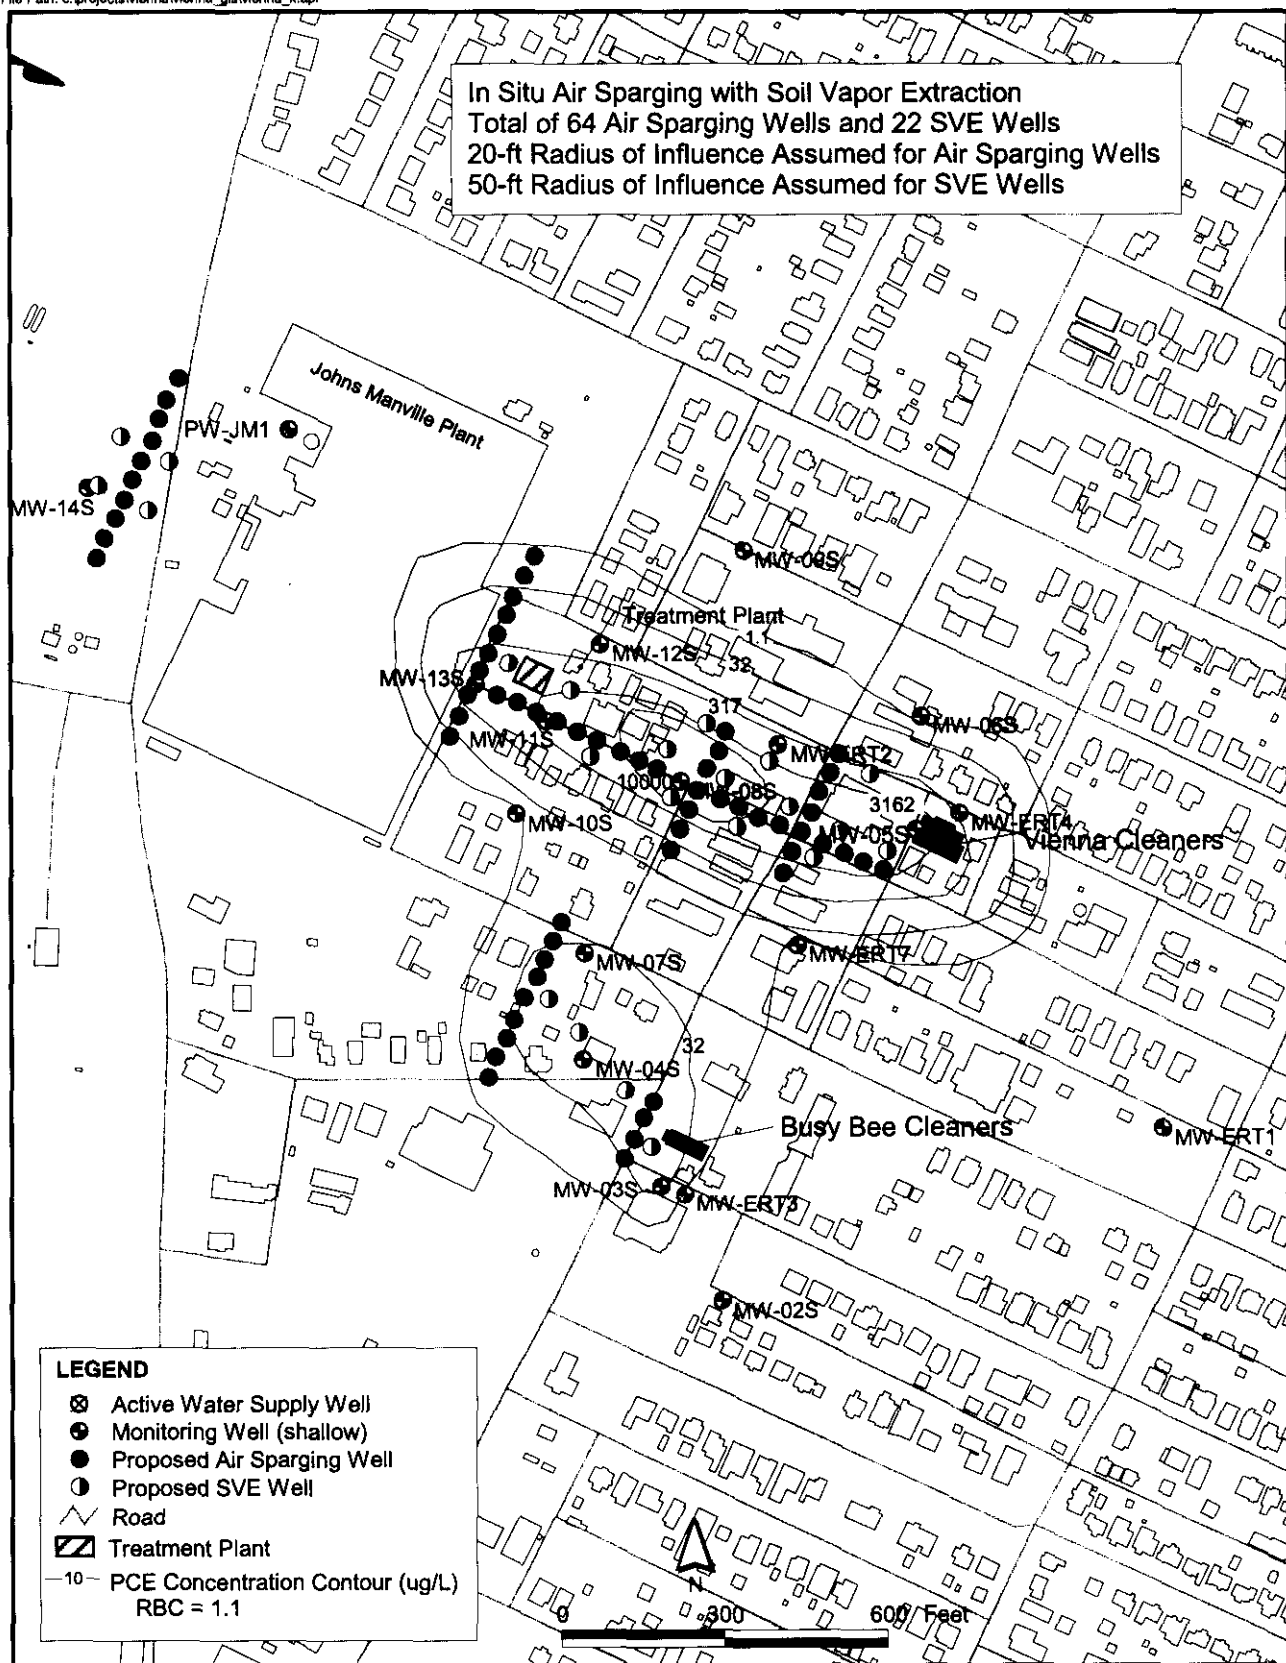 In Situ Air Sparging with Soil Vapor Extraction
Total of 64 Air Sparging Wells and 22 SVE Wells
20-ft Radius of Influence Assumed for Air Sparging Wells
50-ft Radius of Influence Assumed for SVE Wells
Johns Manville Plant
PW-JM1
MW-14S
MW-09S
Treatment Plant
1.1
MW-12S
32
MW-13S
317
MW-06S
MW-11S
MW-ERT2
10000
MW-08S
3162
MW-10S
MW-05S
MW-ERT4
Vienna Cleaners
MW-07S
MW-ERT7
32
MW-04S
Busy Bee Cleaners
MW-ERT1
MW-03S
MW-ERT3
MW-02S
LEGEND
Active Water Supply Well
Monitoring Well (shallow)
Proposed Air Sparging Well
Proposed SVE Well
Road
Treatment Plant
10 PCE Concentration Contour (ug/L)
RBC = 1.1
N
0 300 600 Feet